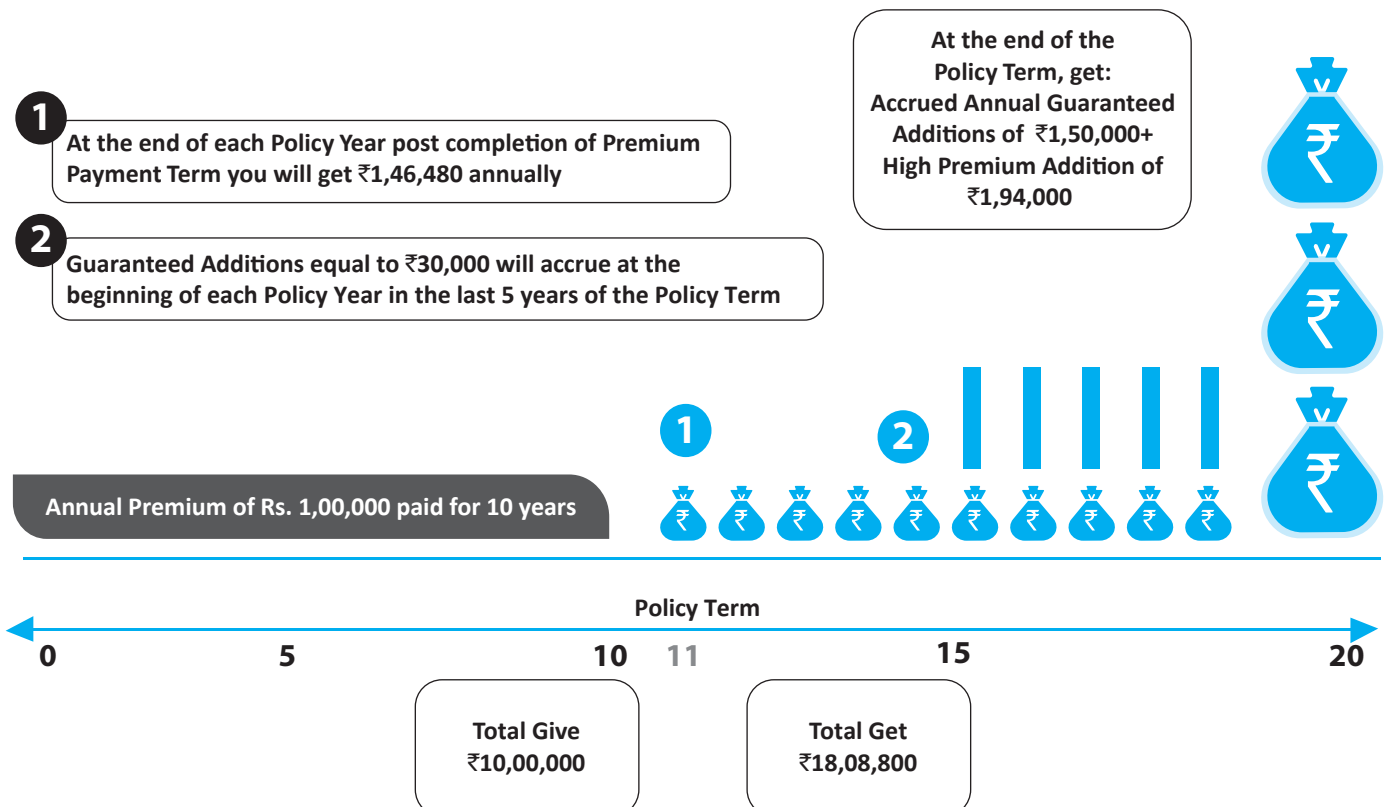 1
At the end of each Policy Year post completion of Premium
Payment Term you will get ₹1,46,480 annually
2
Guaranteed Additions equal to ₹30,000 will accrue at the
beginning of each Policy Year in the last 5 years of the Policy Term
At the end of the
Policy Term, get:
Accrued Annual Guaranteed
Additions of ₹1,50,000+
High Premium Addition of
₹1,94,000
₹
₹
₹
1
2
Annual Premium of Rs. 1,00,000 paid for 10 years
₹ ₹ ₹ ₹ ₹ ₹ ₹ ₹ ₹ ₹
Policy Term
0 5 10 11 15 20
Total Give
₹10,00,000
Total Get
₹18,08,800